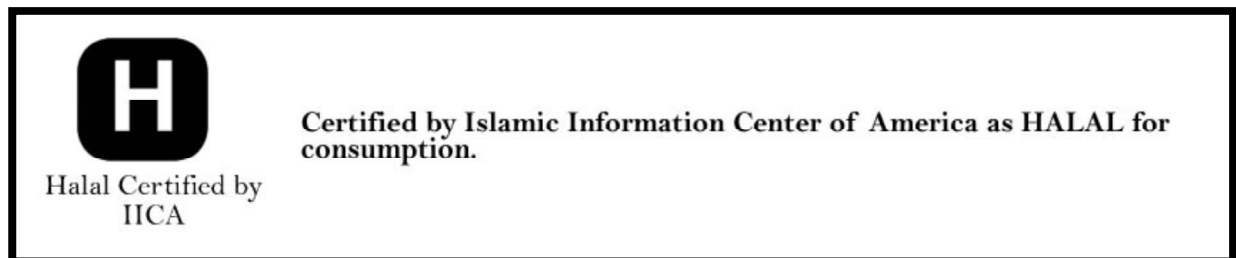 H
Halal Certified by
IICA
Certified by Islamic Information Center of America as HALAL for
consumption.